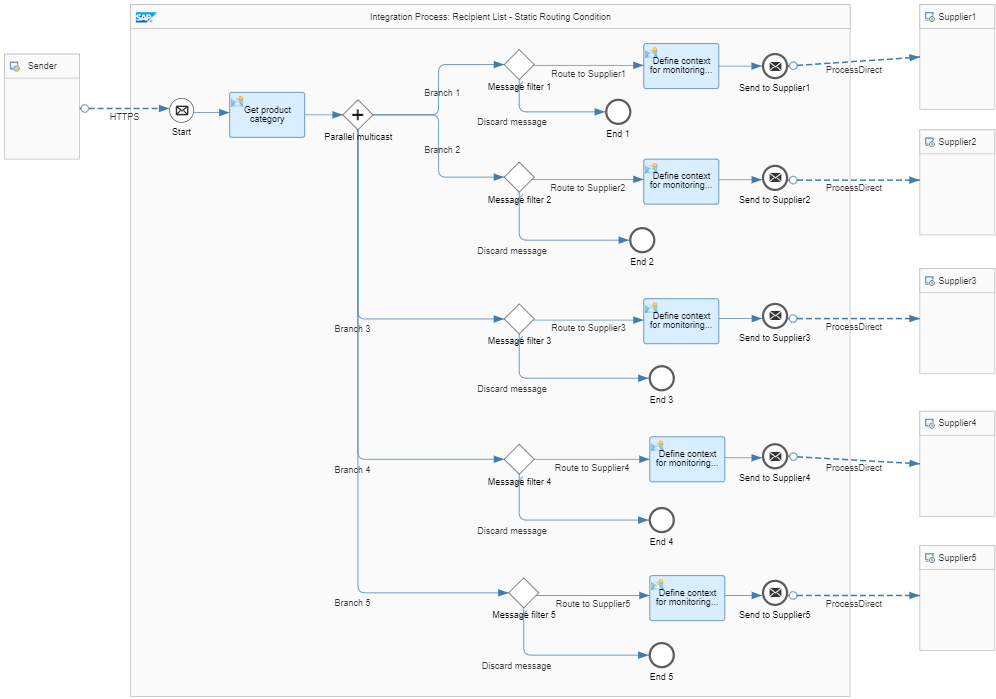 SAP
Integration Process: Recipient List - Static Routing Condition
Sender
HTTPS
Start
Get product
category
Parallel multicast
Branch 1
Message filter 1
Route to Supplier1
Define context
for monitoring...
Send to Supplier1
ProcessDirect
Supplier1
Discard message
End 1
Branch 2
Message filter 2
Route to Supplier2
Define context
for monitoring...
Send to Supplier2
ProcessDirect
Supplier2
Discard message
End 2
Branch 3
Message filter 3
Route to Supplier3
Define context
for monitoring...
Send to Supplier3
ProcessDirect
Supplier3
Discard message
End 3
Branch 4
Message filter 4
Route to Supplier4
Define context
for monitoring...
Send to Supplier4
ProcessDirect
Supplier4
Discard message
End 4
Branch 5
Message filter 5
Route to Supplier5
Define context
for monitoring...
Send to Supplier5
ProcessDirect
Supplier5
Discard message
End 5